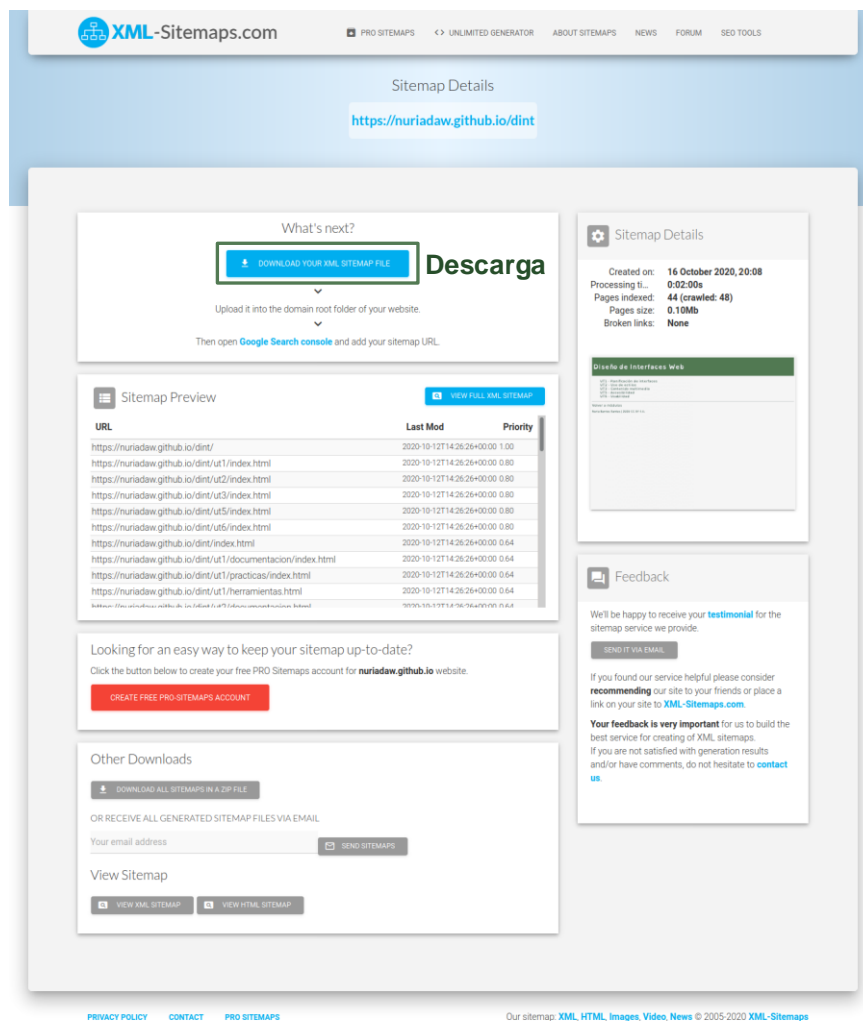 XML-Sitemaps.com
PRO SITEMAPS
<> UNLIMITED GENERATOR
ABOUT SITEMAPS
NEWS
FORUM
SEO TOOLS
Sitemap Details
https://nuriadaw.github.io/dint
What's next?
DOWNLOAD YOUR XML SITEMAP FILE
Descarga
Upload it into the domain root folder of your website.
Then open Google Search console and add your sitemap URL.
Sitemap Preview
VIEW FULL XML SITEMAP
URL Last Mod Priority
https://nuriadaw.github.io/dint/ 2020-10-12T14:26:26+00:00 1.00
https://nuriadaw.github.io/dint/ut1/index.html 2020-10-12T14:26:26+00:00 0.80
https://nuriadaw.github.io/dint/ut2/index.html 2020-10-12T14:26:26+00:00 0.80
https://nuriadaw.github.io/dint/ut3/index.html 2020-10-12T14:26:26+00:00 0.80
https://nuriadaw.github.io/dint/ut5/index.html 2020-10-12T14:26:26+00:00 0.80
https://nuriadaw.github.io/dint/ut6/index.html 2020-10-12T14:26:26+00:00 0.80
https://nuriadaw.github.io/dint/index.html 2020-10-12T14:26:26+00:00 0.64
https://nuriadaw.github.io/dint/ut1/documentacion/index.html 2020-10-12T14:26:26+00:00 0.64
https://nuriadaw.github.io/dint/ut1/practicas/index.html 2020-10-12T14:26:26+00:00 0.64
https://nuriadaw.github.io/dint/ut1/herramientas.html 2020-10-12T14:26:26+00:00 0.64
https://nuriadaw.github.io/dint/ut2/documentacion.html 2020-10-12T14:26:26+00:00 0.64
Looking for an easy way to keep your sitemap up-to-date?
Click the button below to create your free PRO Sitemaps account for nuriadaw.github.io website.
CREATE FREE PRO-SITEMAPS ACCOUNT
Other Downloads
DOWNLOAD ALL SITEMAPS IN A ZIP FILE
OR RECEIVE ALL GENERATED SITEMAP FILES VIA EMAIL
Your email address
SEND SITEMAPS
View Sitemap
VIEW XML SITEMAP
VIEW HTML SITEMAP
Sitemap Details
Created on: 16 October 2020, 20:08
Processing ti... 0:02:00s
Pages indexed: 44 (crawled: 48)
Pages size: 0.10Mb
Broken links: None
Diseño de Interfaces Web
Feedback
We'll be happy to receive your testimonial for the
sitemap service we provide.
SEND IT VIA EMAIL
If you found our service helpful please consider
recommending our site to your friends or place a
link on your site to XML-Sitemaps.com.
Your feedback is very important for us to build the
best service for creating of XML sitemaps.
If you are not satisfied with generation results
and/or have comments, do not hesitate to contact
us.
PRIVACY POLICY
CONTACT
PRO SITEMAPS
Our sitemap: XML, HTML, Images, Video, News © 2005-2020 XML-Sitemaps